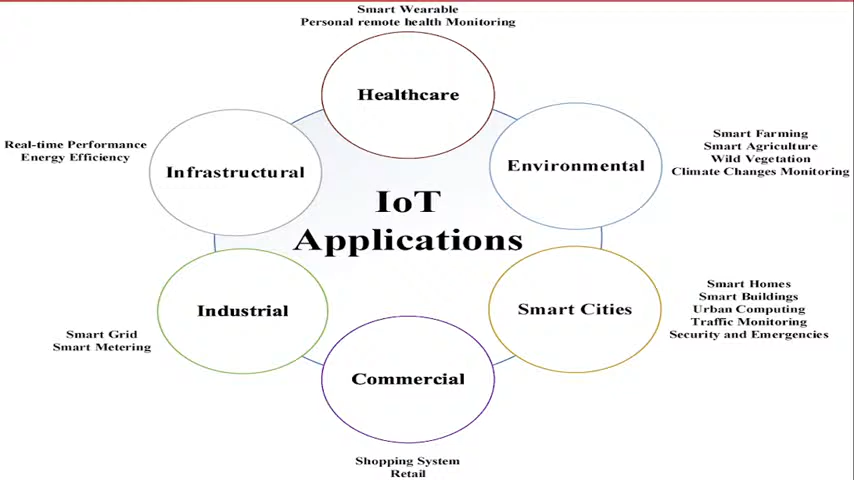 Smart Wearable
Personal remote health Monitoring
Healthcare
Real-time Performance
Energy Efficiency
Infrastructural
Environmental
Smart Farming
Smart Agriculture
Wild Vegetation
Climate Changes Monitoring
IoT
Applications
Industrial
Smart Grid
Smart Metering
Smart Cities
Smart Homes
Smart Buildings
Urban Computing
Traffic Monitoring
Security and Emergencies
Commercial
Shopping System
Retail